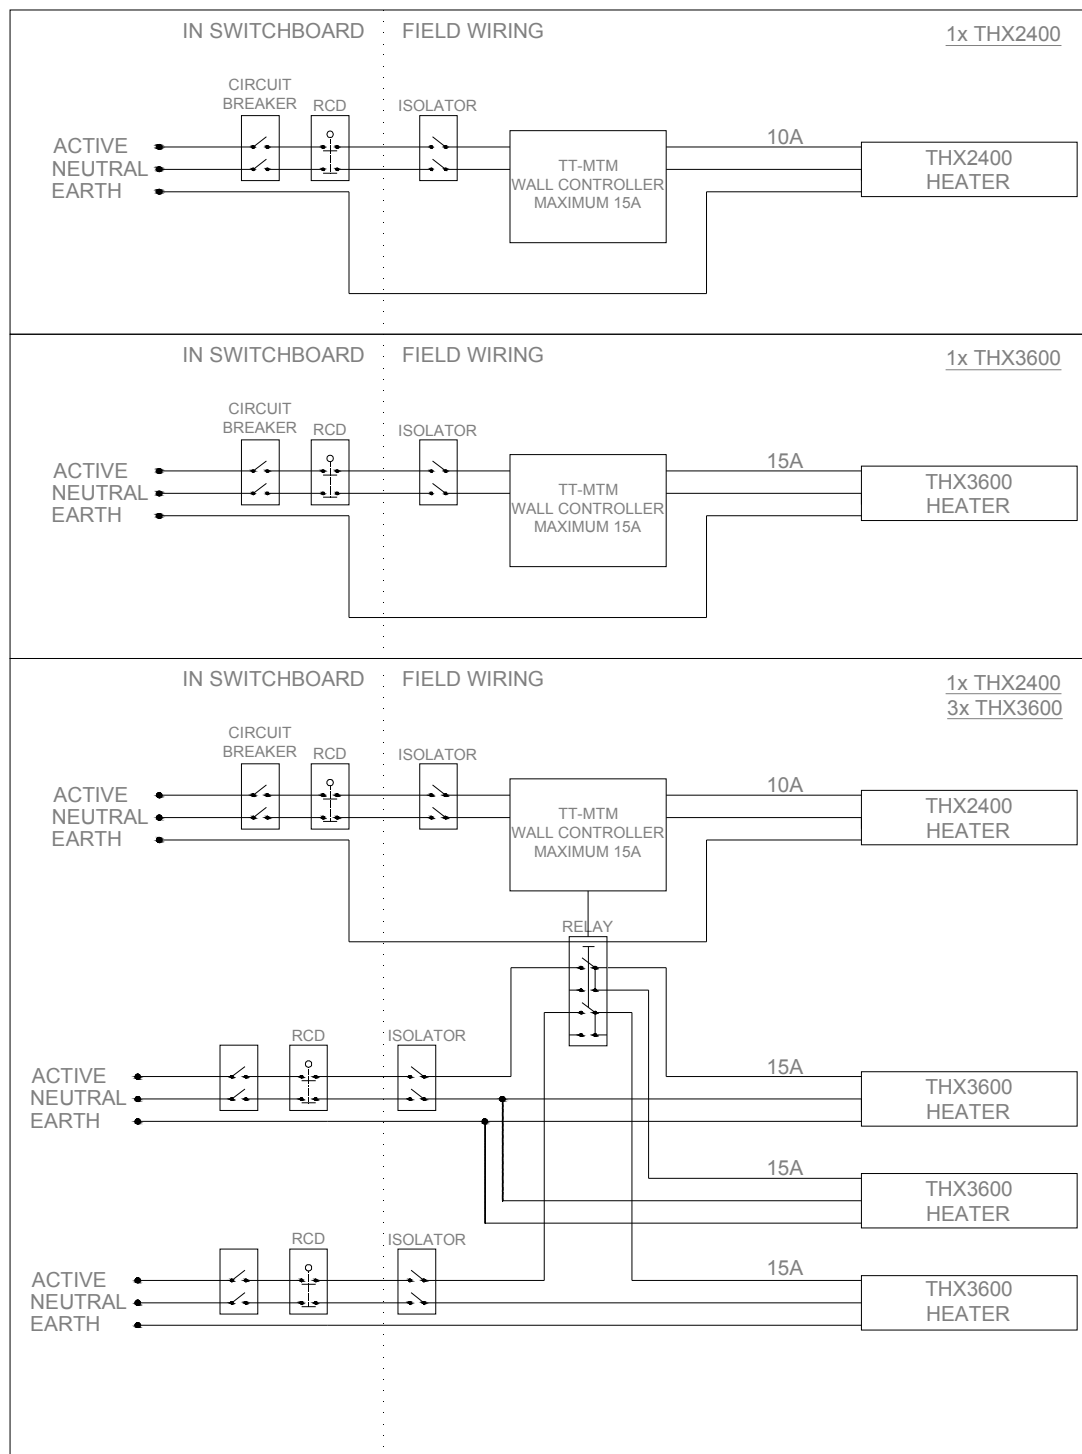 IN SWITCHBOARD
FIELD WIRING
1x THX2400
CIRCUIT
BREAKER
RCD
ISOLATOR
ACTIVE
NEUTRAL
EARTH
TT-MTM
WALL CONTROLLER
MAXIMUM 15A
10A
THX2400
HEATER
IN SWITCHBOARD
FIELD WIRING
1x THX3600
CIRCUIT
BREAKER
RCD
ISOLATOR
ACTIVE
NEUTRAL
EARTH
TT-MTM
WALL CONTROLLER
MAXIMUM 15A
15A
THX3600
HEATER
IN SWITCHBOARD
FIELD WIRING
1x THX2400
3x THX3600
CIRCUIT
BREAKER
RCD
ISOLATOR
ACTIVE
NEUTRAL
EARTH
TT-MTM
WALL CONTROLLER
MAXIMUM 15A
10A
THX2400
HEATER
RELAY
RCD
ISOLATOR
ACTIVE
NEUTRAL
EARTH
15A
THX3600
HEATER
15A
THX3600
HEATER
RCD
ISOLATOR
ACTIVE
NEUTRAL
EARTH
15A
THX3600
HEATER